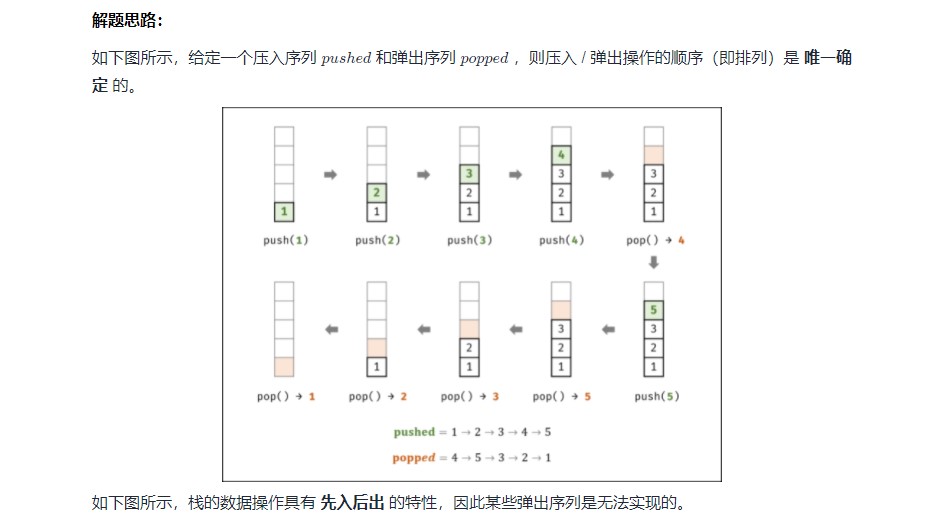 解题思路：
如下图所示，给定一个压入序列 pushed 和弹出序列 popped ，则压入 / 弹出操作的顺序（即排列）是 唯一确
定 的。
4
3 3 3
2 2 2 2
1 1 1 1 1
push(1) push(2) push(3) push(4) pop() → 4
5
3 3
2 2 2
1 1 1 1
pop() → 1 pop() → 2 pop() → 3 pop() → 5 push(5)
pushed = 1 → 2 → 3 → 4 → 5
popped = 4 → 5 → 3 → 2 → 1
如下图所示，栈的数据操作具有 先入后出 的特性，因此某些弹出序列是无法实现的。